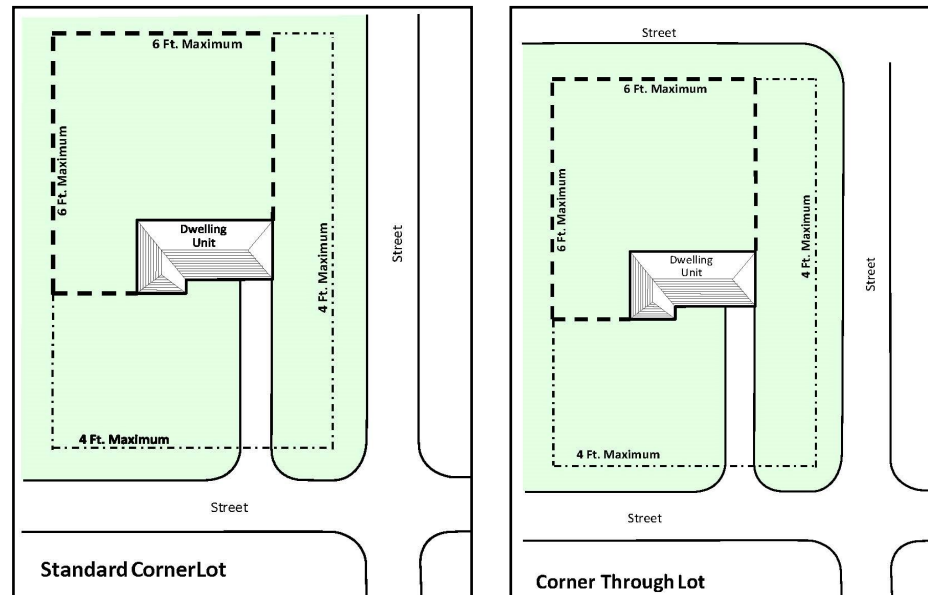 6 Ft. Maximum
6 Ft. Maximum
Dwelling
Unit
4 Ft. Maximum
Street
4 Ft. Maximum
Street
Standard CornerLot
Street
6 Ft. Maximum
6 Ft. Maximum
Dwelling
Unit
4 Ft. Maximum
Street
4 Ft. Maximum
Street
Corner Through Lot